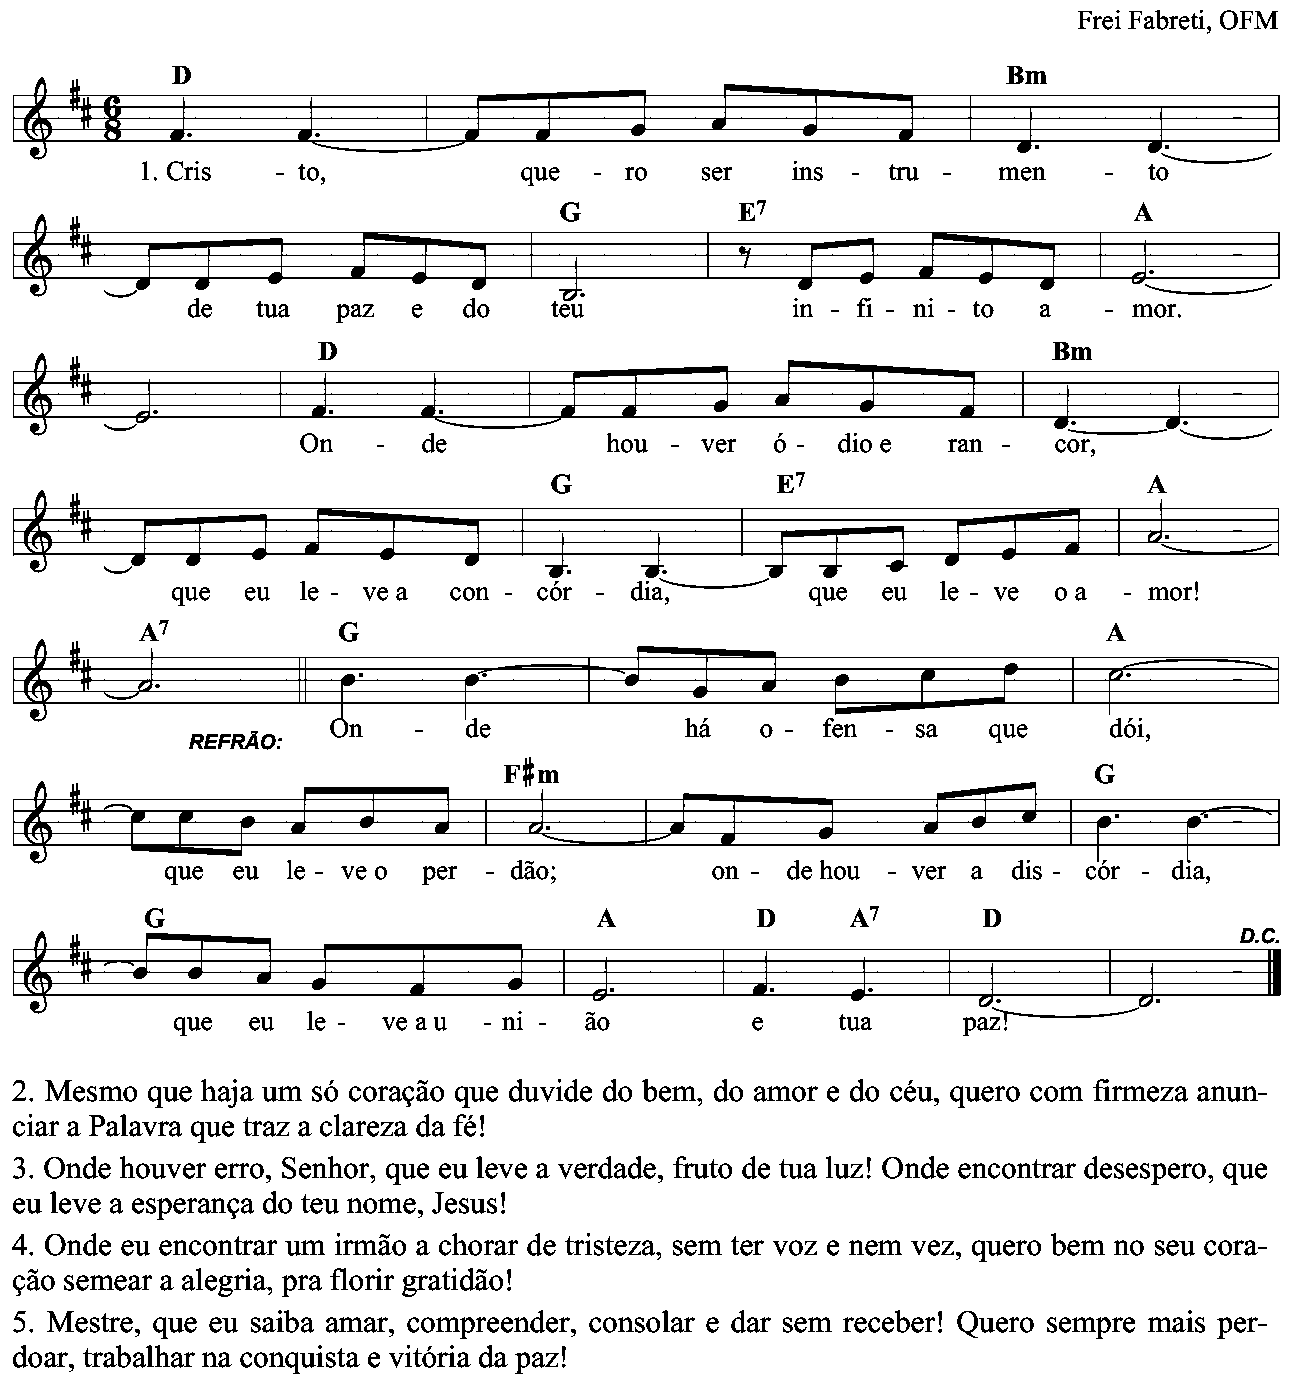 Frei Fabreti, OFM
D Bm
6
8
1. Cris - to, que - ro ser ins - tru - men - to
G E7 A
de tua paz e do teu in - fi - ni - to a - mor.
D Bm
On - de hou - ver ó - dio e ran - cor,
G E7 A
que eu le - ve a con - cór - dia, que eu le - ve o a - mor!
A7 G A
REFRÃO: On - de há o - fen - sa que dói,
F#m G
que eu le - ve o per - dão; on - de hou - ver a dis - cór - dia,
G A D A7 D D.C.
que eu le - ve a u - ni - ão e tua paz!
2. Mesmo que haja um só coração que duvide do bem, do amor e do céu, quero com firmeza anun-
ciar a Palavra que traz a clareza da fé!
3. Onde houver erro, Senhor, que eu leve a verdade, fruto de tua luz! Onde encontrar desespero, que
eu leve a esperança do teu nome, Jesus!
4. Onde eu encontrar um irmão a chorar de tristeza, sem ter voz e nem vez, quero bem no seu cora-
ção semear a alegria, pra florir gratidão!
5. Mestre, que eu saiba amar, compreender, consolar e dar sem receber! Quero sempre mais per-
doar, trabalhar na conquista e vitória da paz!